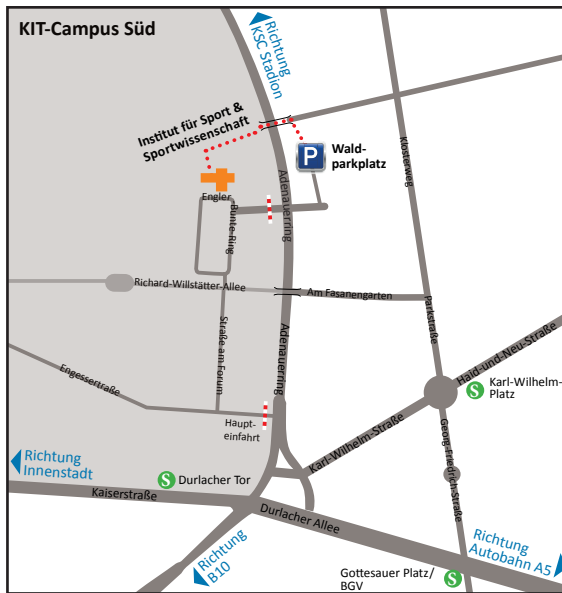 KIT-Campus Süd
Richtung
KSC Stadion
Institut für Sport &
Sportwissenschaft
P
Wald-
parkplatz
Klosterweg
Engler
Bunte-Ring
Adenauerring
Richard-Willstätter-Allee
Am Fasanengarten
Parkstraße
Straße am Forum
Adenauerring
Haid-und-Neu-Straße
Engessertraße
S
Karl-Wilhelm-
Platz
Haupt-
einfahrt
Karl-Wilhelm-Straße
Georg-Friedrich-Straße
Richtung
Innenstadt
S
Durlacher Tor
Kaiserstraße
Durlacher Allee
Richtung
B10
Richtung
Autobahn A5
Gottesauer Platz/
BGV
S